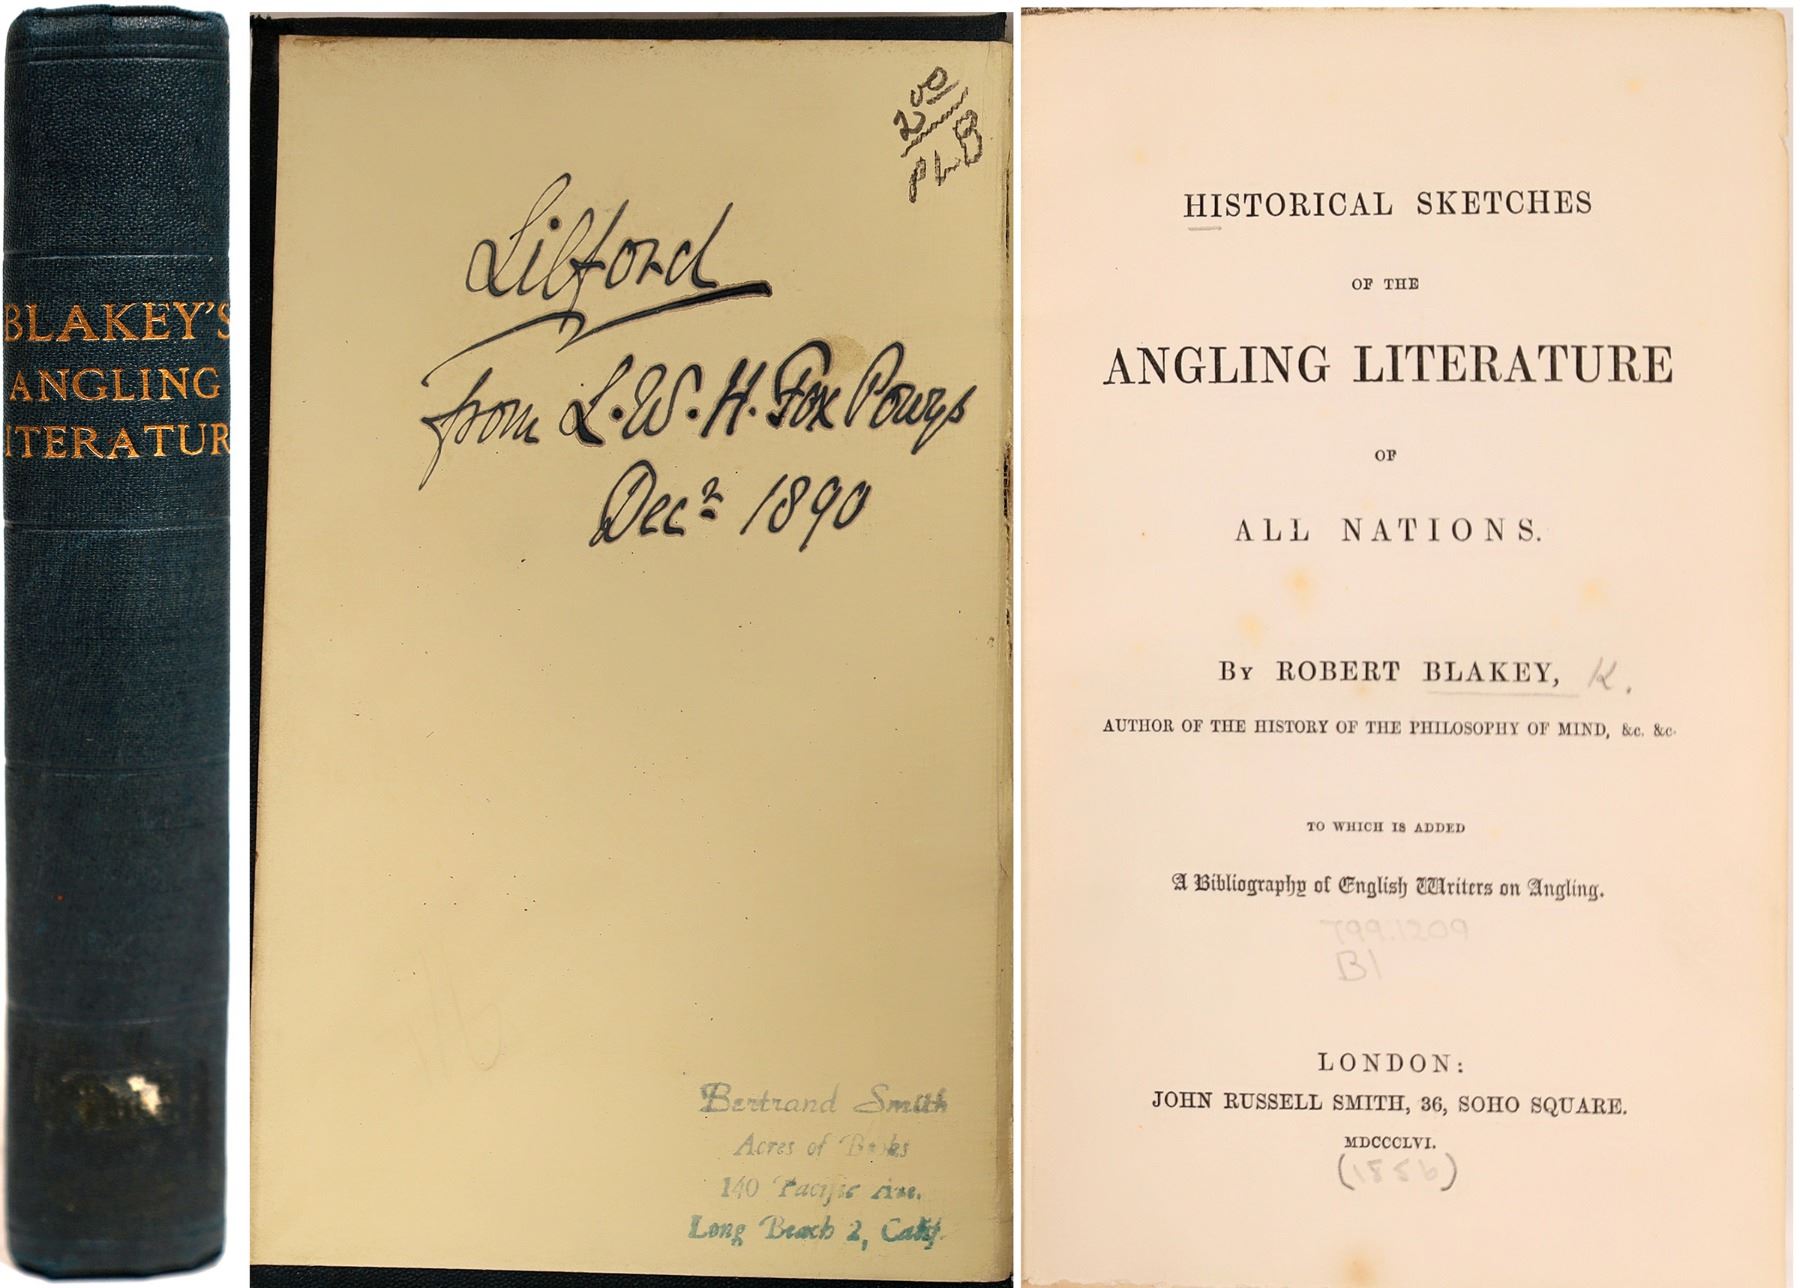 BLAKEY'S
ANGLING
LITERATUR
2 00
PLB
Lilford
from L. W. H. Fox Powys
Decr 1890
Bertrand Smith
Acres of Books
140 Pacific Ave.
Long Beach 2, Calif.
HISTORICAL SKETCHES
OF THE
ANGLING LITERATURE
OF
ALL NATIONS.
BY ROBERT BLAKEY, K.
AUTHOR OF THE HISTORY OF THE PHILOSOPHY OF MIND, &c. &c.
TO WHICH IS ADDED
A Bibliography of English Writers on Angling.
799.1209
Bl
LONDON:
JOHN RUSSELL SMITH, 36, SOHO SQUARE.
MDCCCLVI.
(1856)